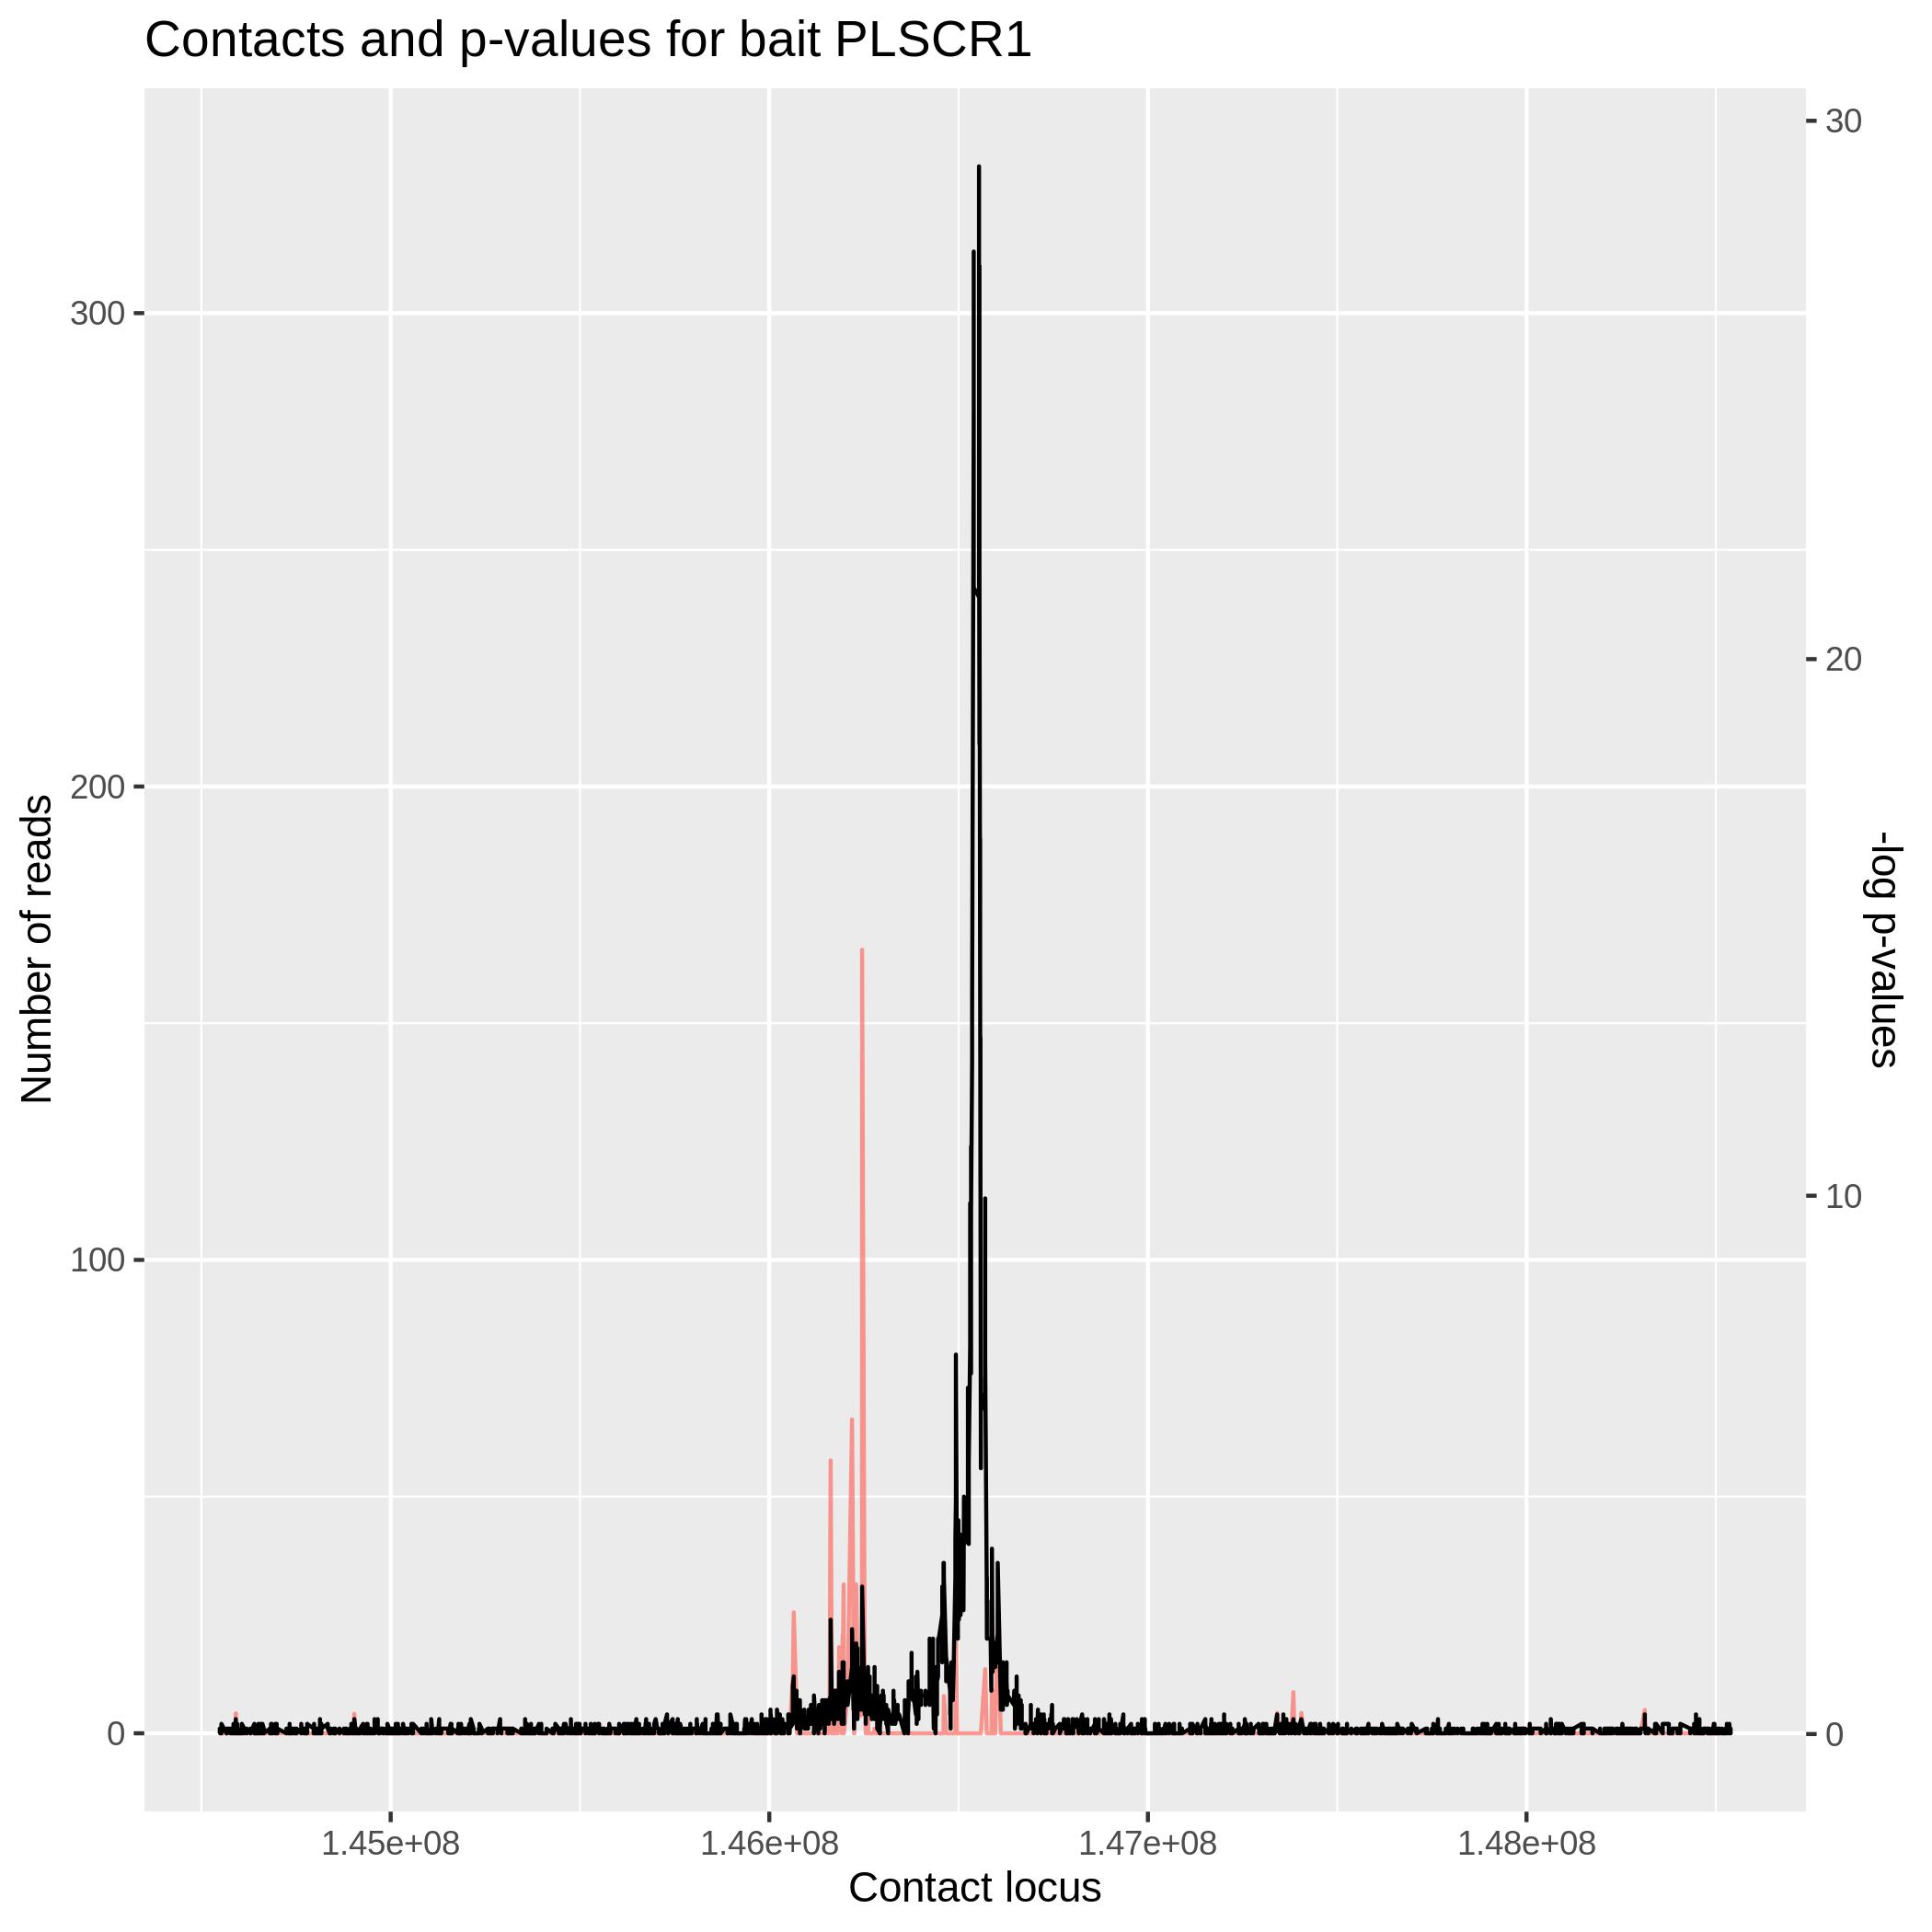 Contacts and p-values for bait PLSCR1
Number of reads
300
200
100
0
30
20
10
0
-log p-values
1.45e+08
1.46e+08
1.47e+08
1.48e+08
Contact locus